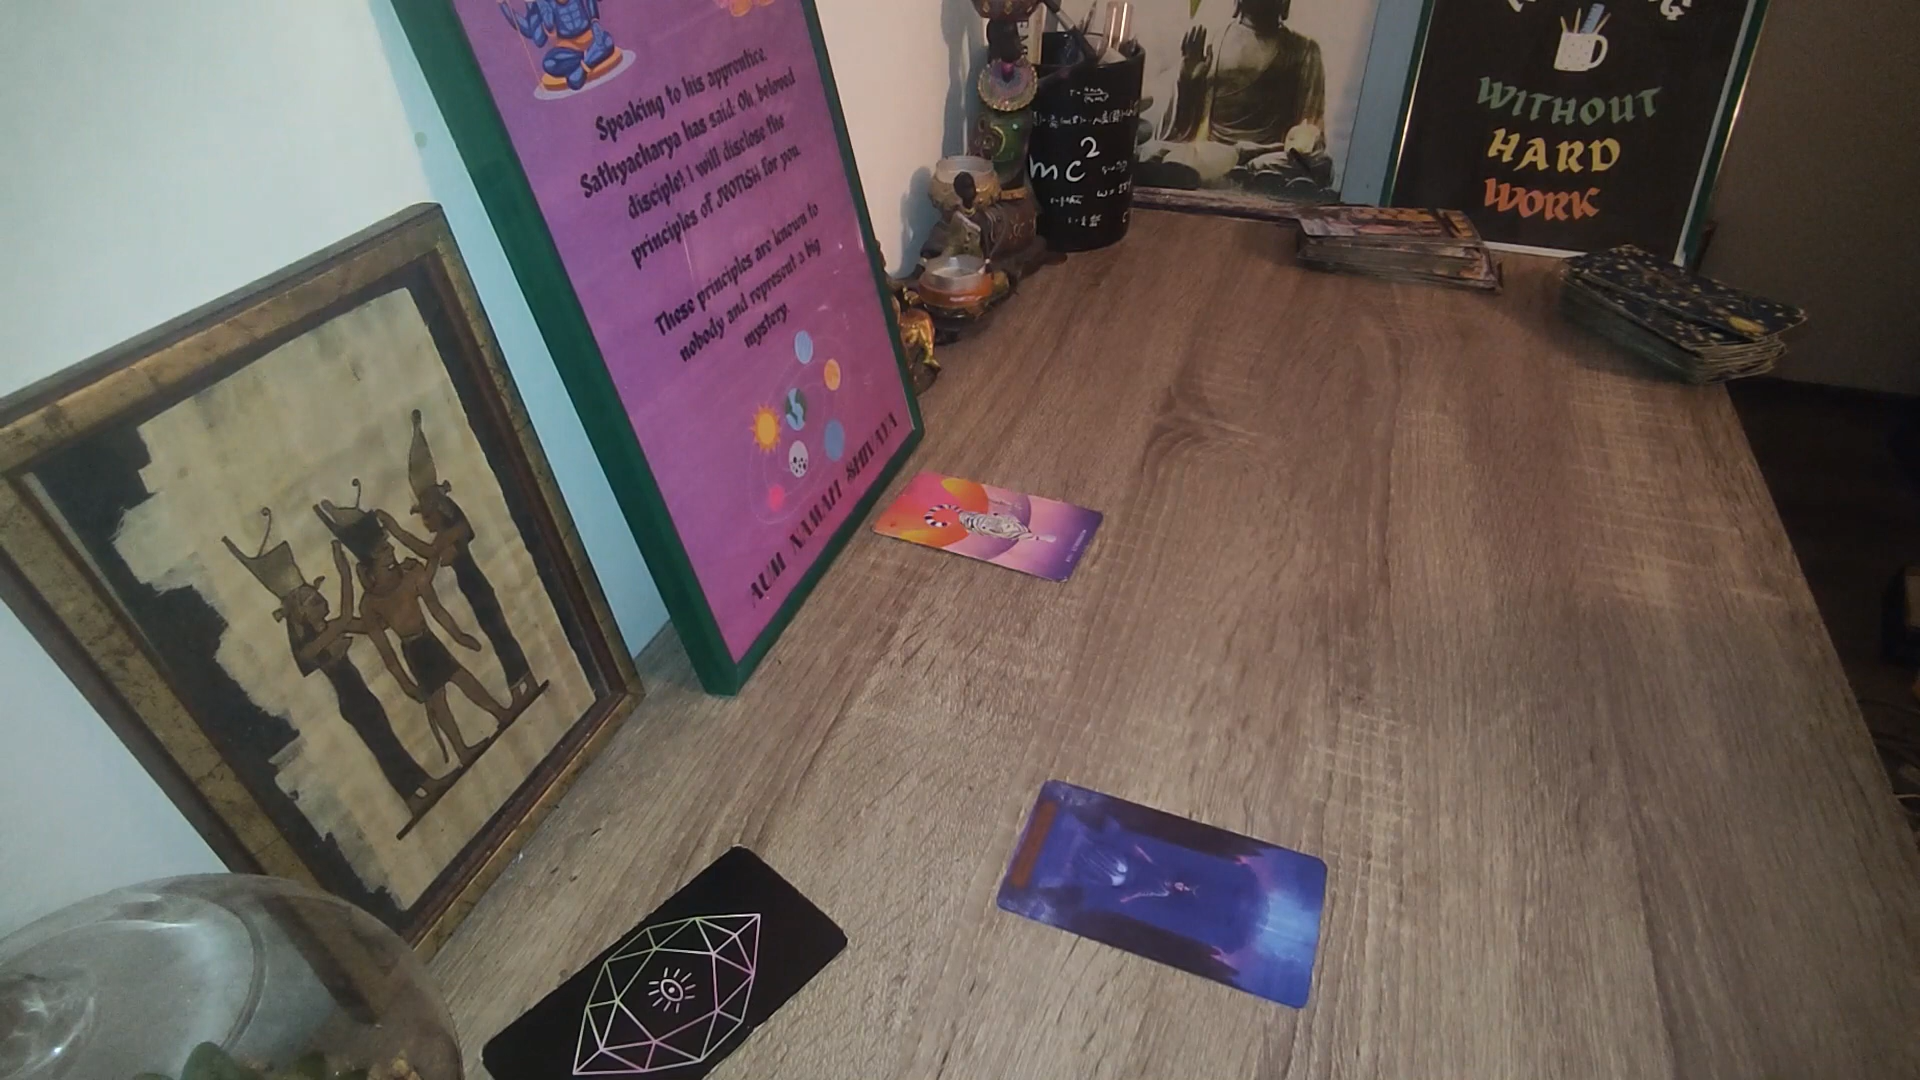 Speaking to his apprentice,
Sathyacharya has said: Oh, beloved
disciple! I will disclose the
principles of JYOTISH for you.
These principles are known to
nobody and represent a big
mystery.
AUM NAMAH SHIVAYA
mc²
WITHOUT
HARD
WORK